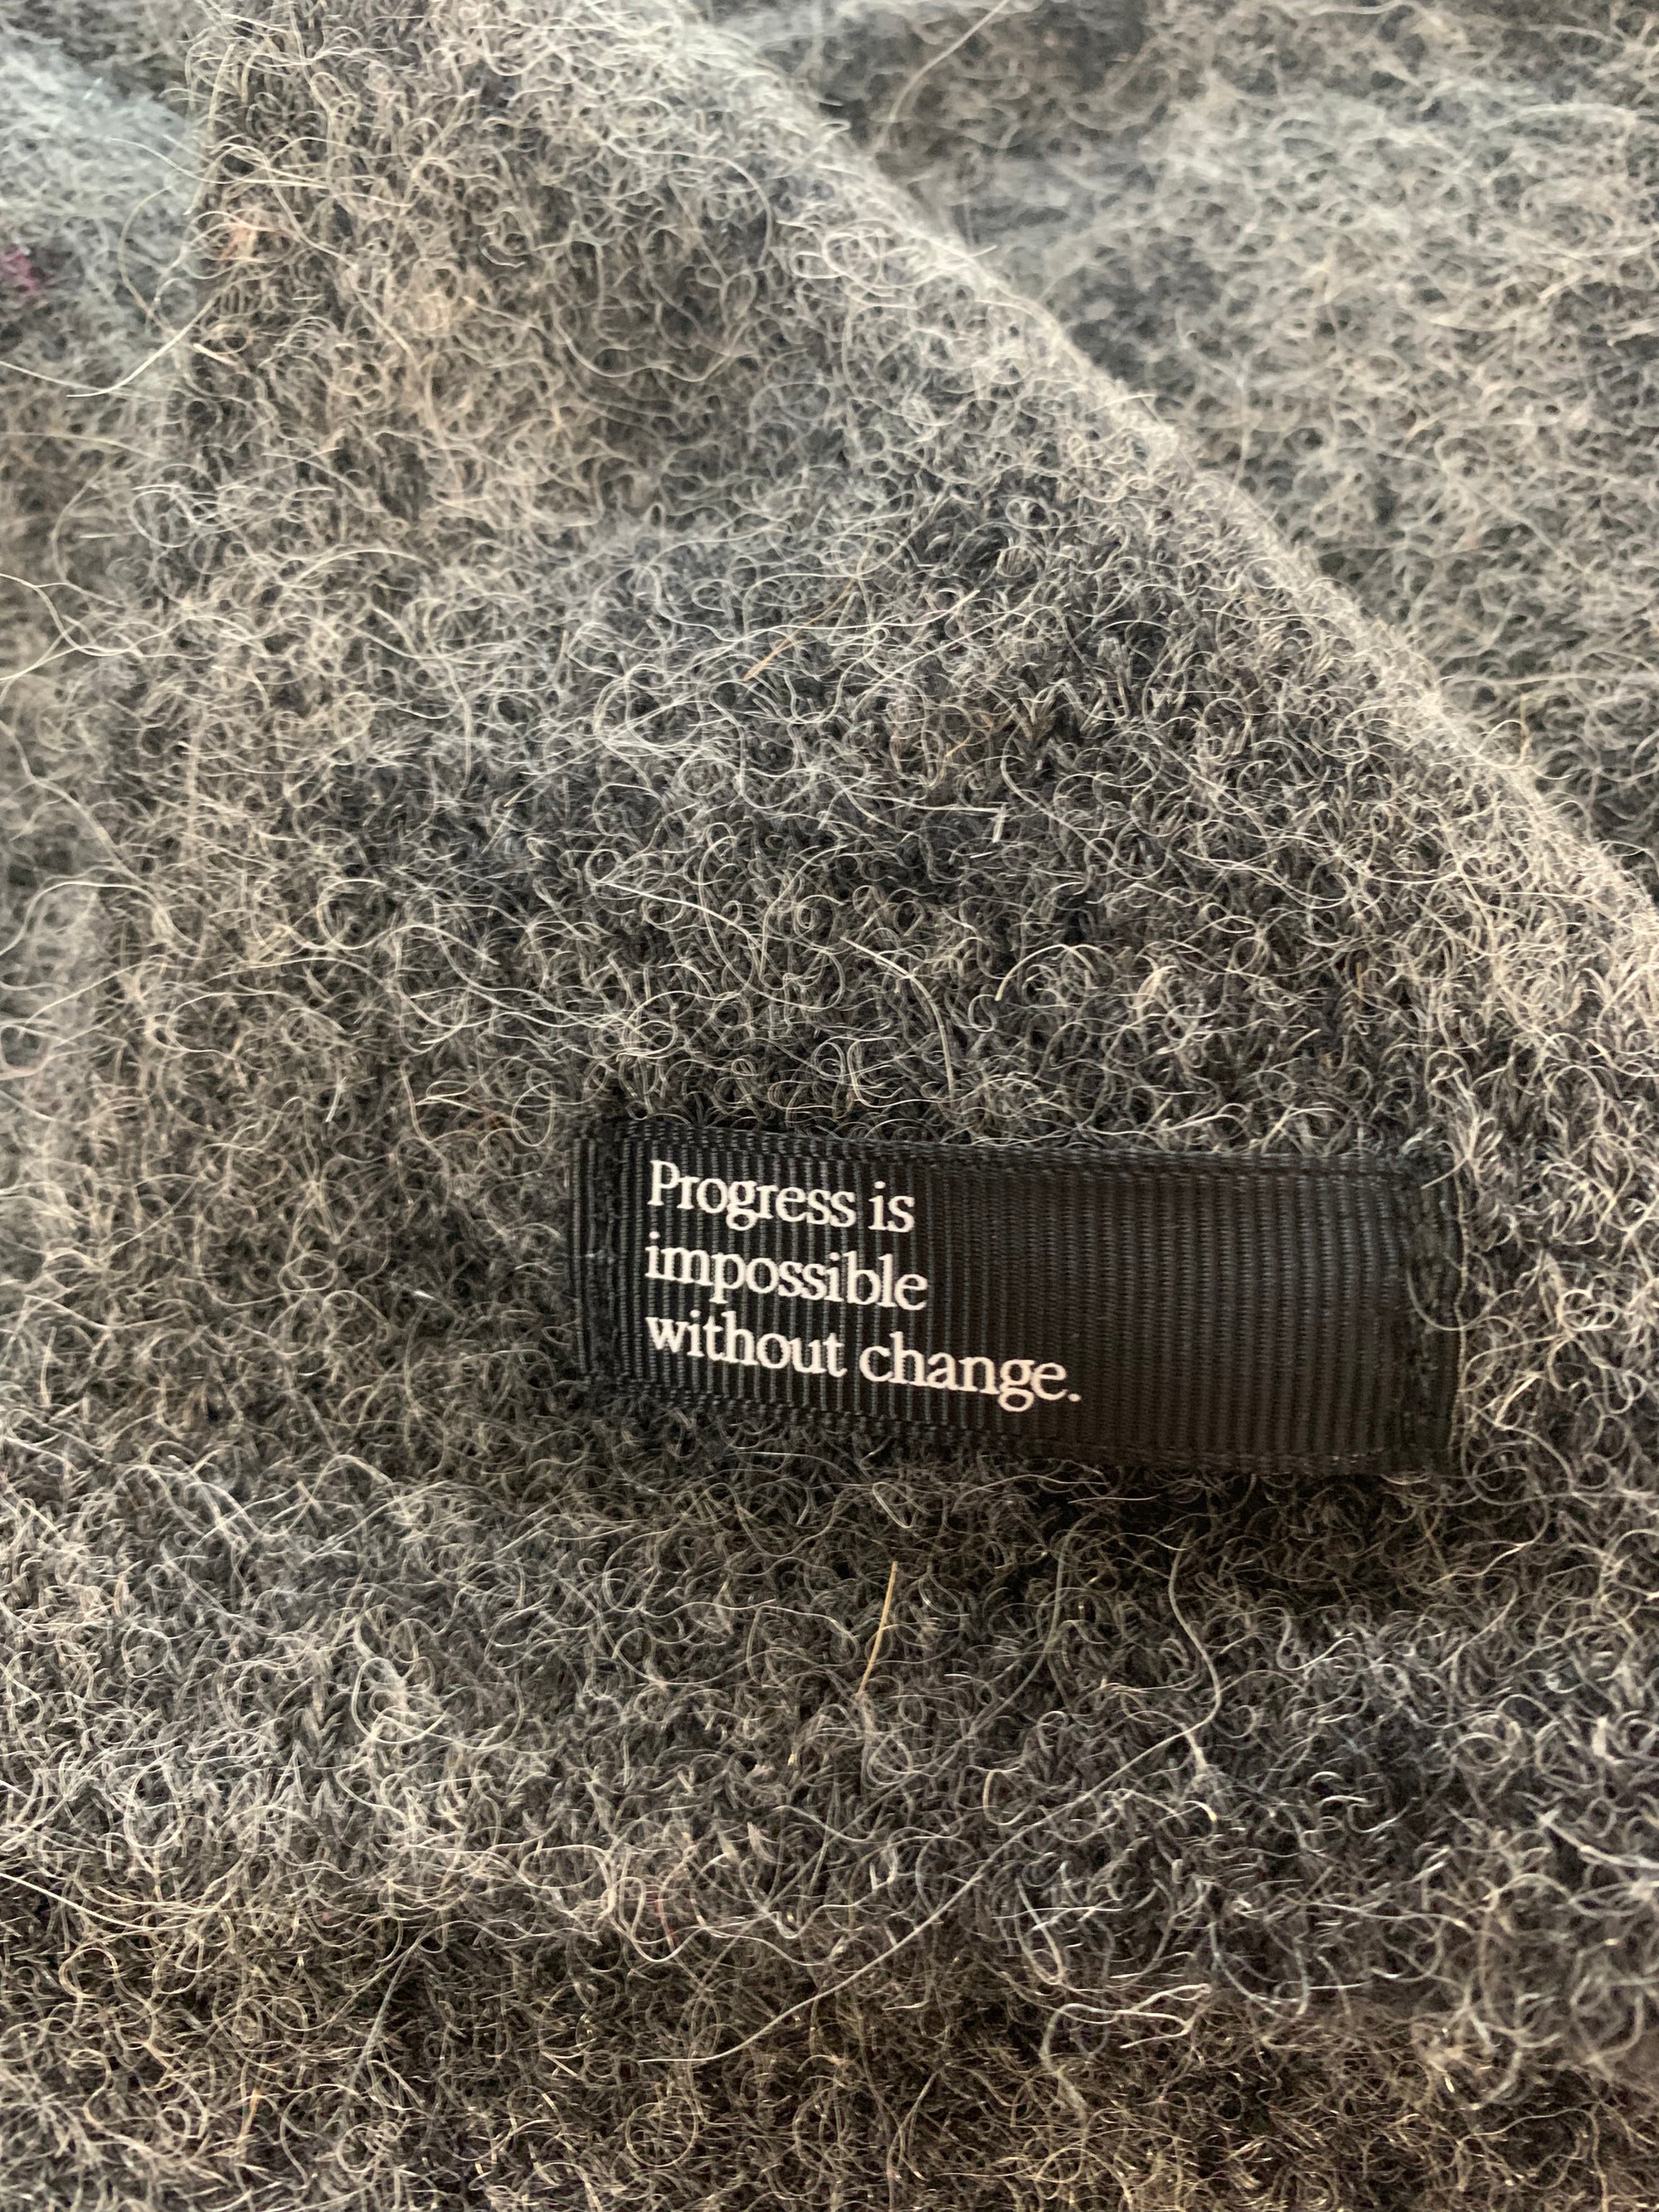 Progress is
impossible
without change.